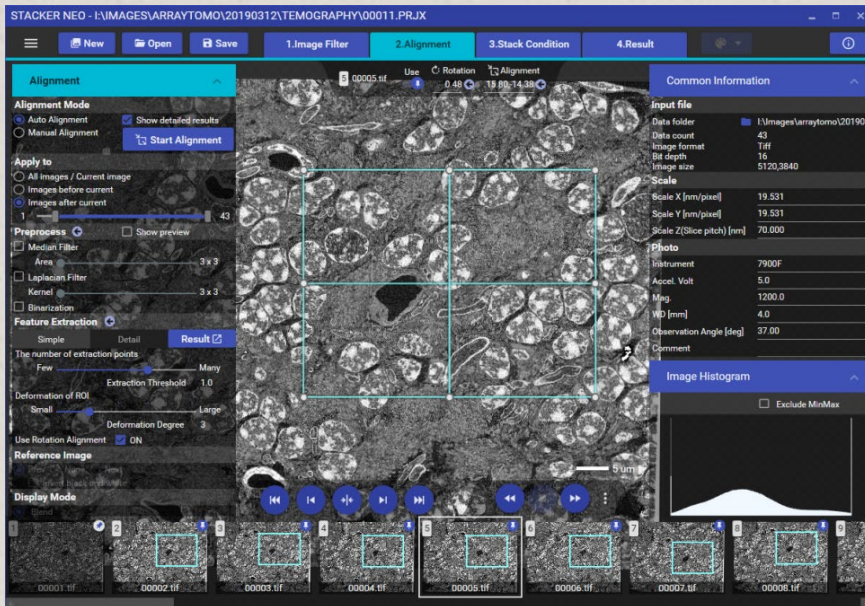 STACKER NEO - I:\IMAGES\ARRAYTOMO\20190312\TEMOGRAPHY\00011.PRJX
New Open Save 1.Image Filter 2.Alignment 3.Stack Condition 4.Result
Alignment
Alignment Mode
Auto Alignment Show detailed results
Manual Alignment Start Alignment
Apply to
All images / Current image
Images before current
Images after current
1 43
Preprocess Show preview
Median Filter
Area 3 x 3
Laplacian Filter
Kernel 3 x 3
Binarization
Feature Extraction
Simple Detail Result
The number of extraction points
Few Many
Extraction Threshold 1.0
Deformation of ROI
Small Large
Deformation Degree 3
Use Rotation Alignment ON
Reference Image
Display Mode
Blend
5 00005.tif Use Rotation Alignment
0.48 15.80,-14.38
5 um
Common Information
Input file
Data folder I:\Images\arraytomo\20190
Data count 43
Image format Tiff
Bit depth 16
Image size 5120,3840
Scale
Scale X [nm/pixel] 19.531
Scale Y [nm/pixel] 19.531
Scale Z(Slice pitch) [nm] 70.000
Photo
Instrument 7900F
Accel. Volt 5.0
Mag. 1200.0
WD [mm] 4.0
Observation Angle [deg] 37.00
Comment
Image Histogram
Exclude MinMax
1 2 3 4 5 6 7 8 9
00001.tif 00002.tif 00003.tif 00004.tif 00005.tif 00006.tif 00007.tif 00008.tif